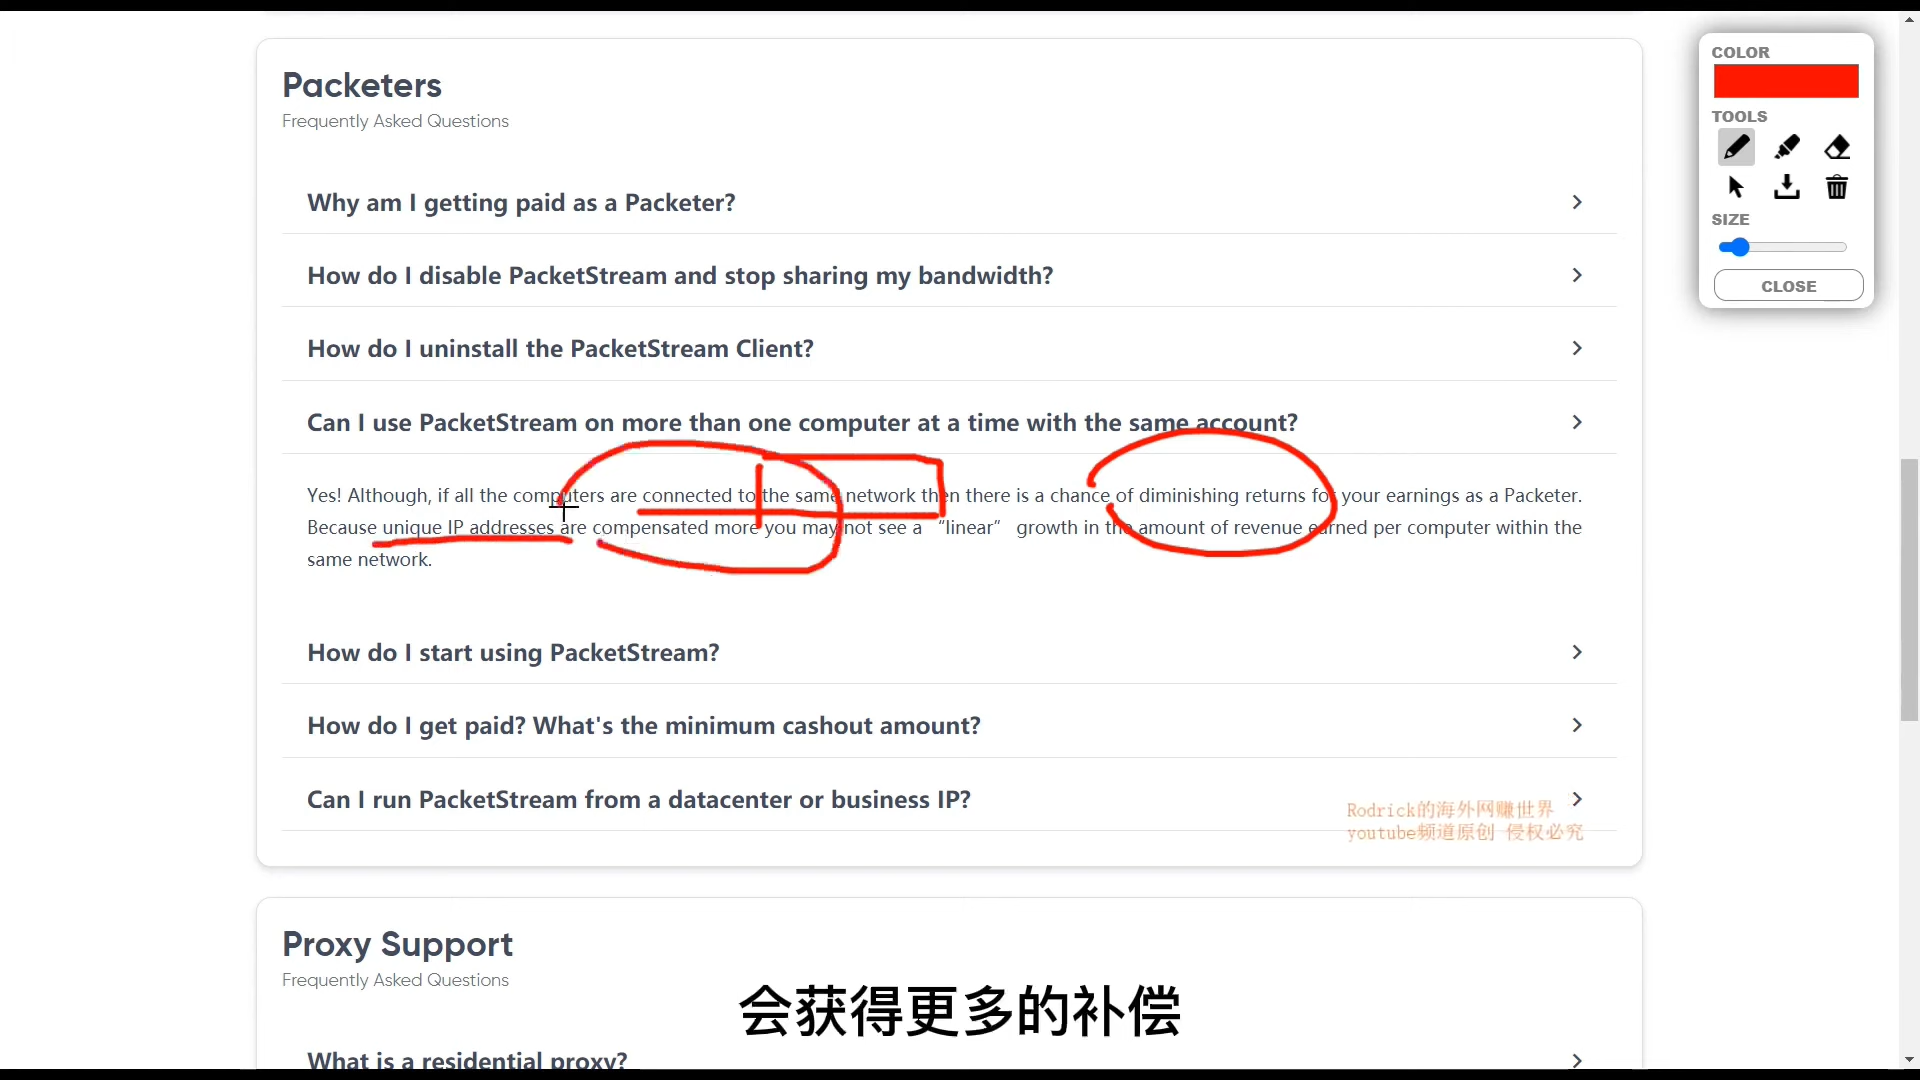 Packeters
Frequently Asked Questions
Why am I getting paid as a Packeter?
How do I disable PacketStream and stop sharing my bandwidth?
How do I uninstall the PacketStream Client?
Can I use PacketStream on more than one computer at a time with the same account?
Yes! Although, if all the computers are connected to the same network then there is a chance of diminishing returns for your earnings as a Packeter.
Because unique IP addresses are compensated more you may not see a “linear” growth in the amount of revenue earned per computer within the
same network.
How do I start using PacketStream?
How do I get paid? What's the minimum cashout amount?
Can I run PacketStream from a datacenter or business IP?
Rodrick的海外网赚世界
youtube频道原创 侵权必究
Proxy Support
Frequently Asked Questions
会获得更多的补偿
What is a residential proxy?
COLOR
TOOLS
SIZE
CLOSE